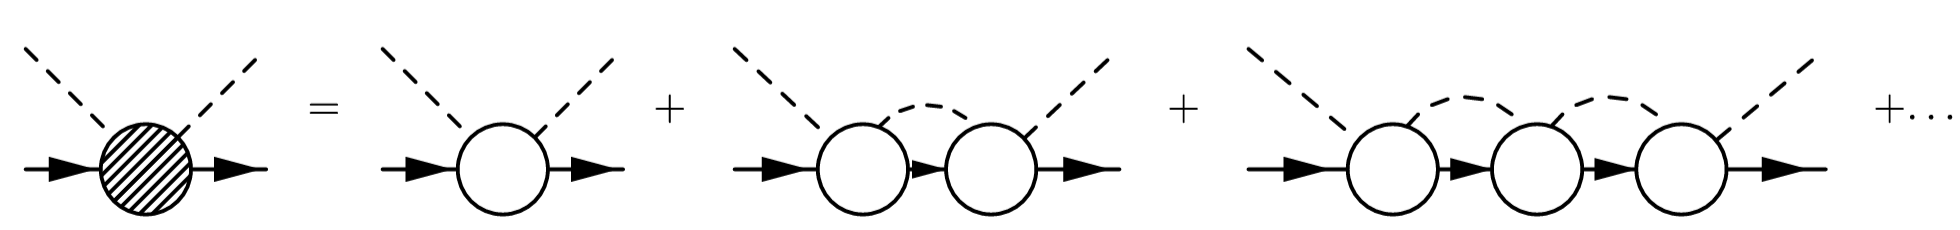 = + + +...